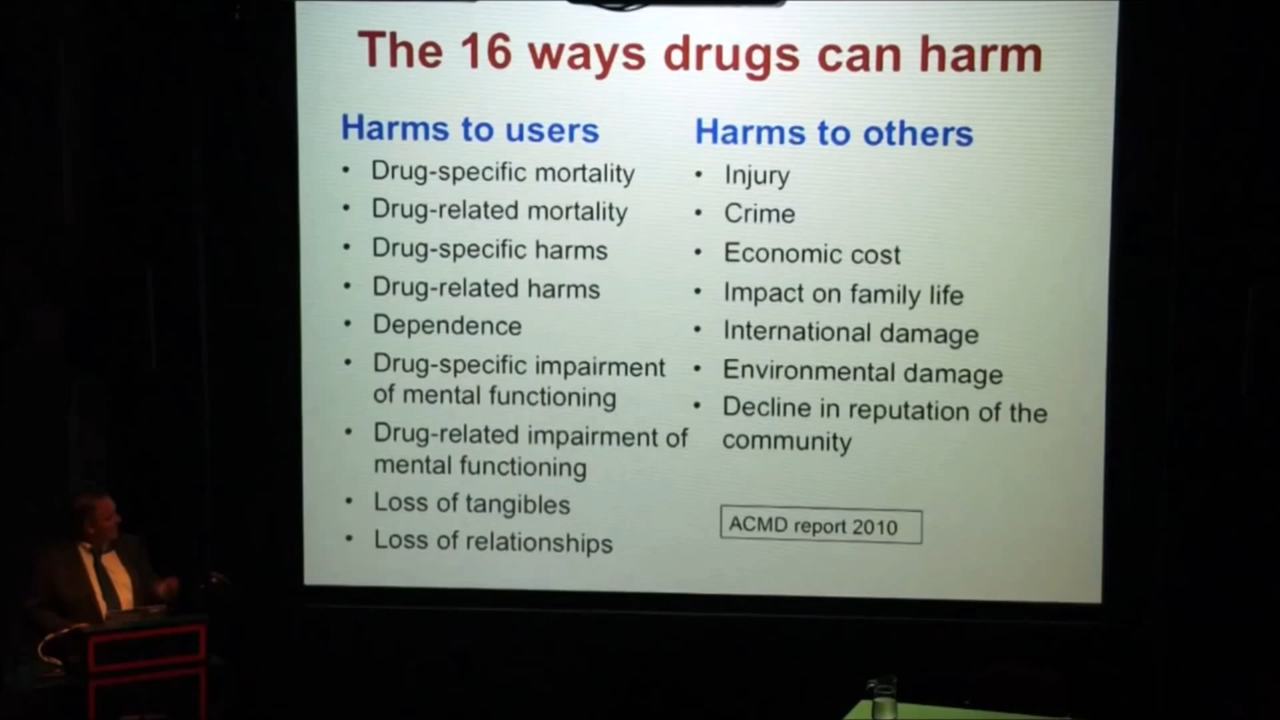 The 16 ways drugs can harm
Harms to users
• Drug-specific mortality
• Drug-related mortality
• Drug-specific harms
• Drug-related harms
• Dependence
• Drug-specific impairment
of mental functioning
• Drug-related impairment of
mental functioning
• Loss of tangibles
• Loss of relationships
Harms to others
• Injury
• Crime
• Economic cost
• Impact on family life
• International damage
• Environmental damage
• Decline in reputation of the
community
ACMD report 2010